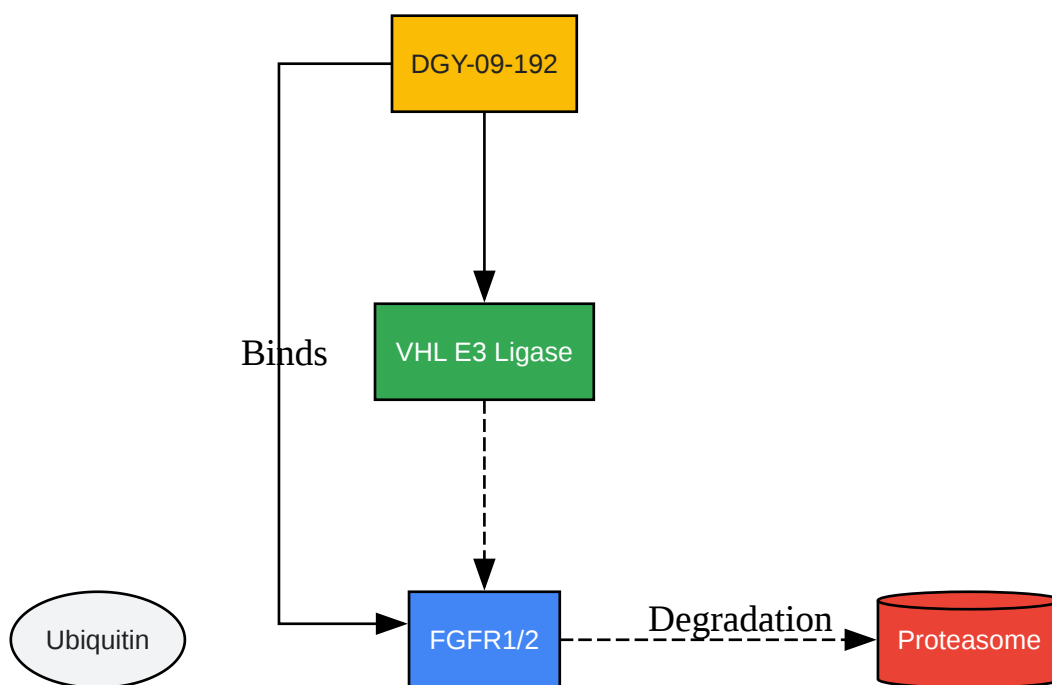 DGY-09-192
Binds
VHL E3 Ligase
Ubiquitin
FGFR1/2
Degradation
Proteasome